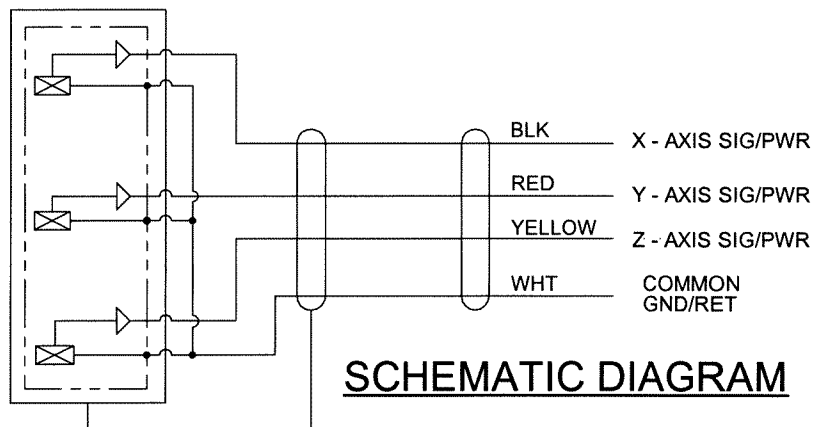 BLK X - AXIS SIG/PWR
RED Y - AXIS SIG/PWR
YELLOW Z - AXIS SIG/PWR
WHT COMMON
GND/RET
SCHEMATIC DIAGRAM